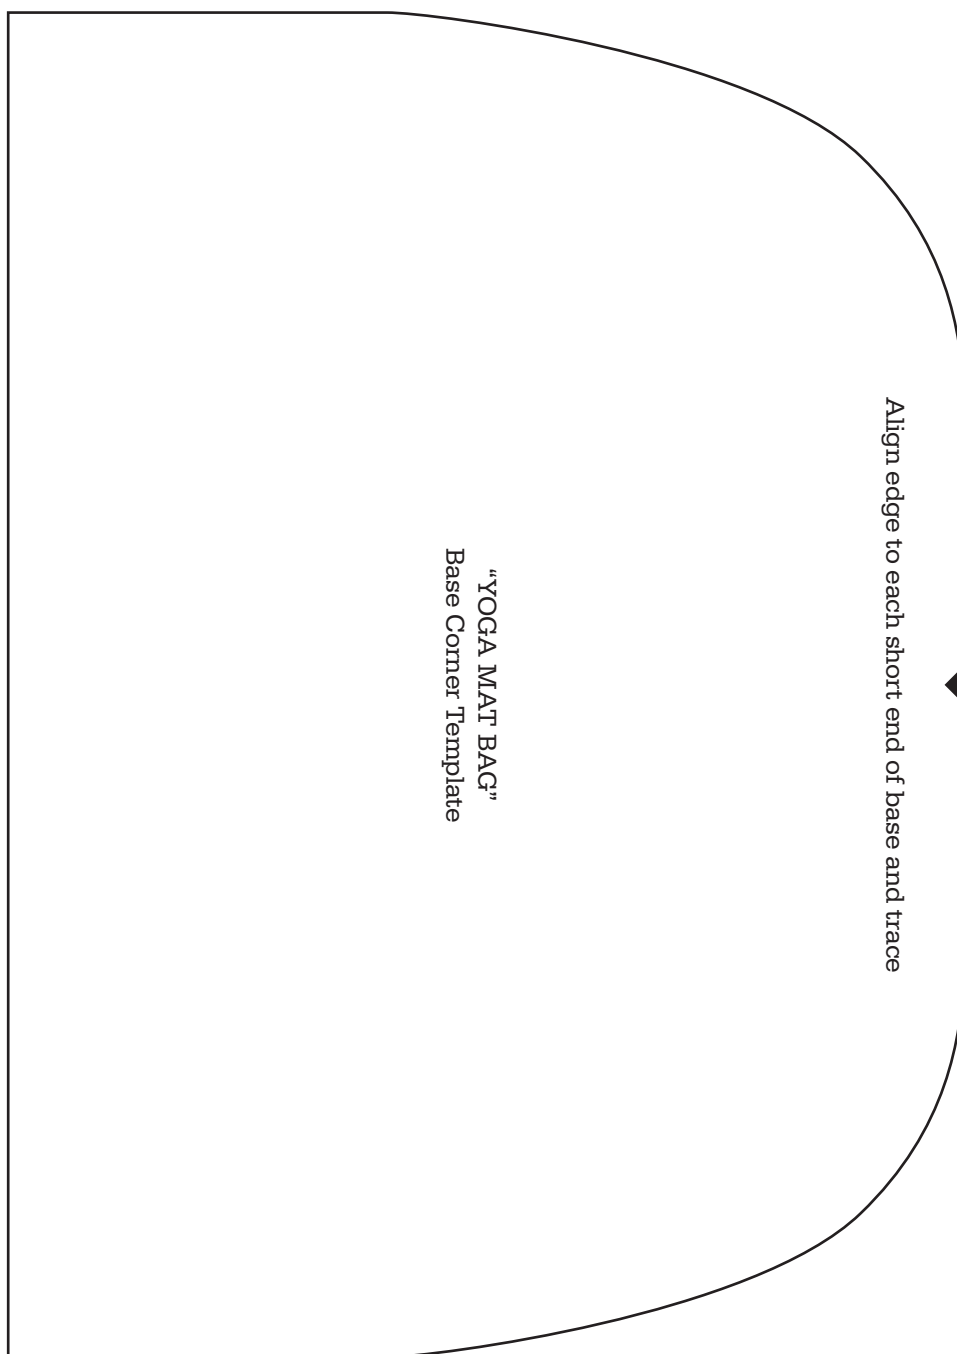 Align edge to each short end of base and trace
“YOGA MAT BAG”
Base Corner Template